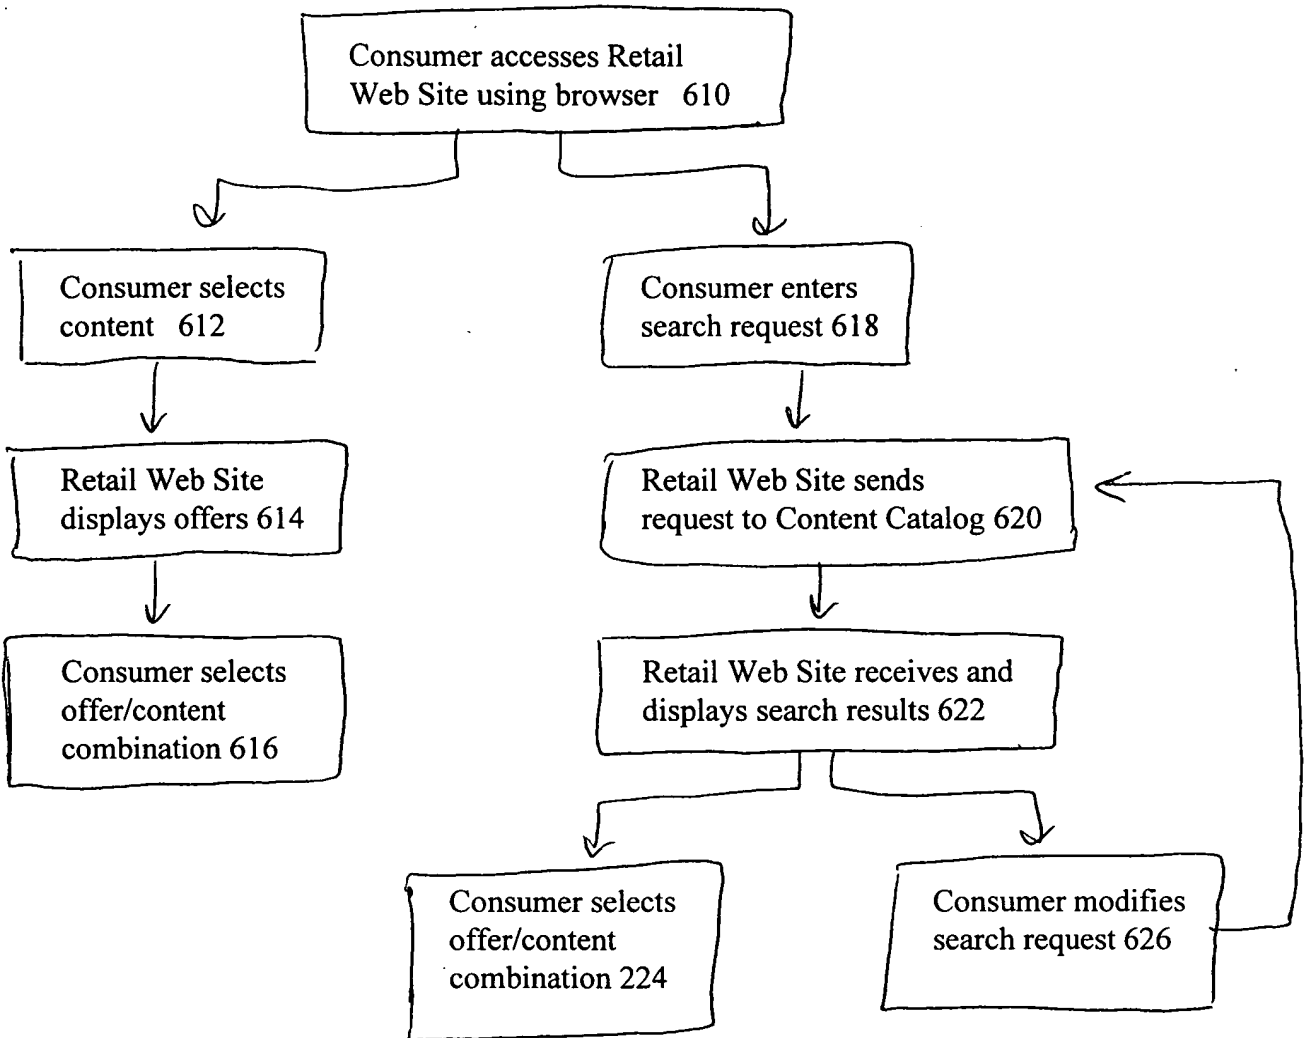 Consumer accesses Retail
Web Site using browser 610
Consumer selects
content 612
Consumer enters
search request 618
Retail Web Site
displays offers 614
Retail Web Site sends
request to Content Catalog 620
Consumer selects
offer/content
combination 616
Retail Web Site receives and
displays search results 622
Consumer selects
offer/content
combination 224
Consumer modifies
search request 626